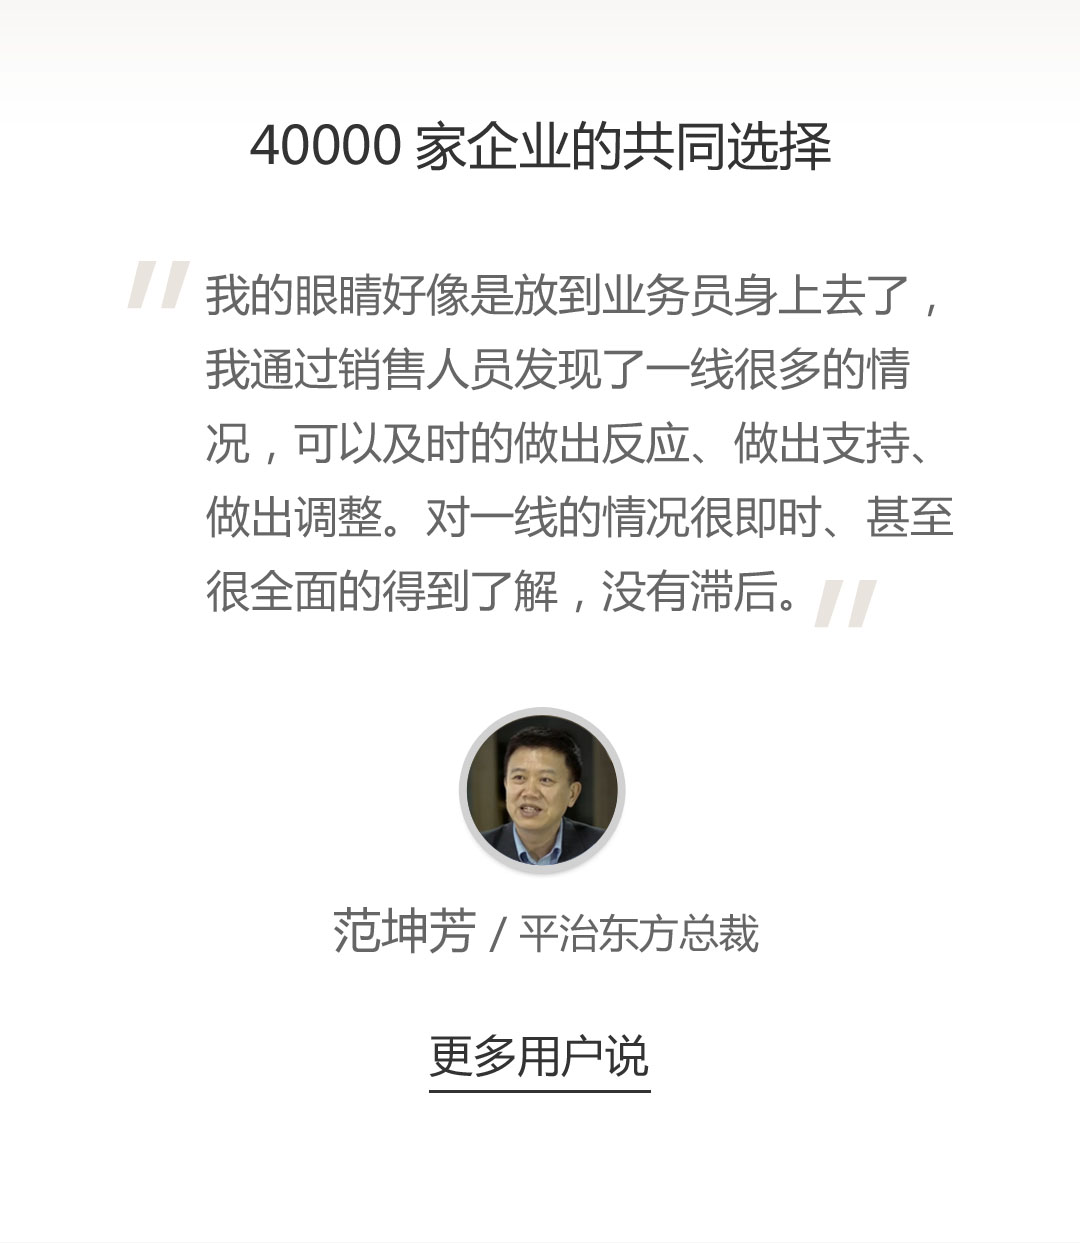 40000 家企业的共同选择
我的眼睛好像是放到业务员身上去了，
我通过销售人员发现了一线很多的情
况，可以及时的做出反应、做出支持、
做出调整。对一线的情况很即时、甚至
很全面的得到了解，没有滞后。
范坤芳 / 平治东方总裁
更多用户说